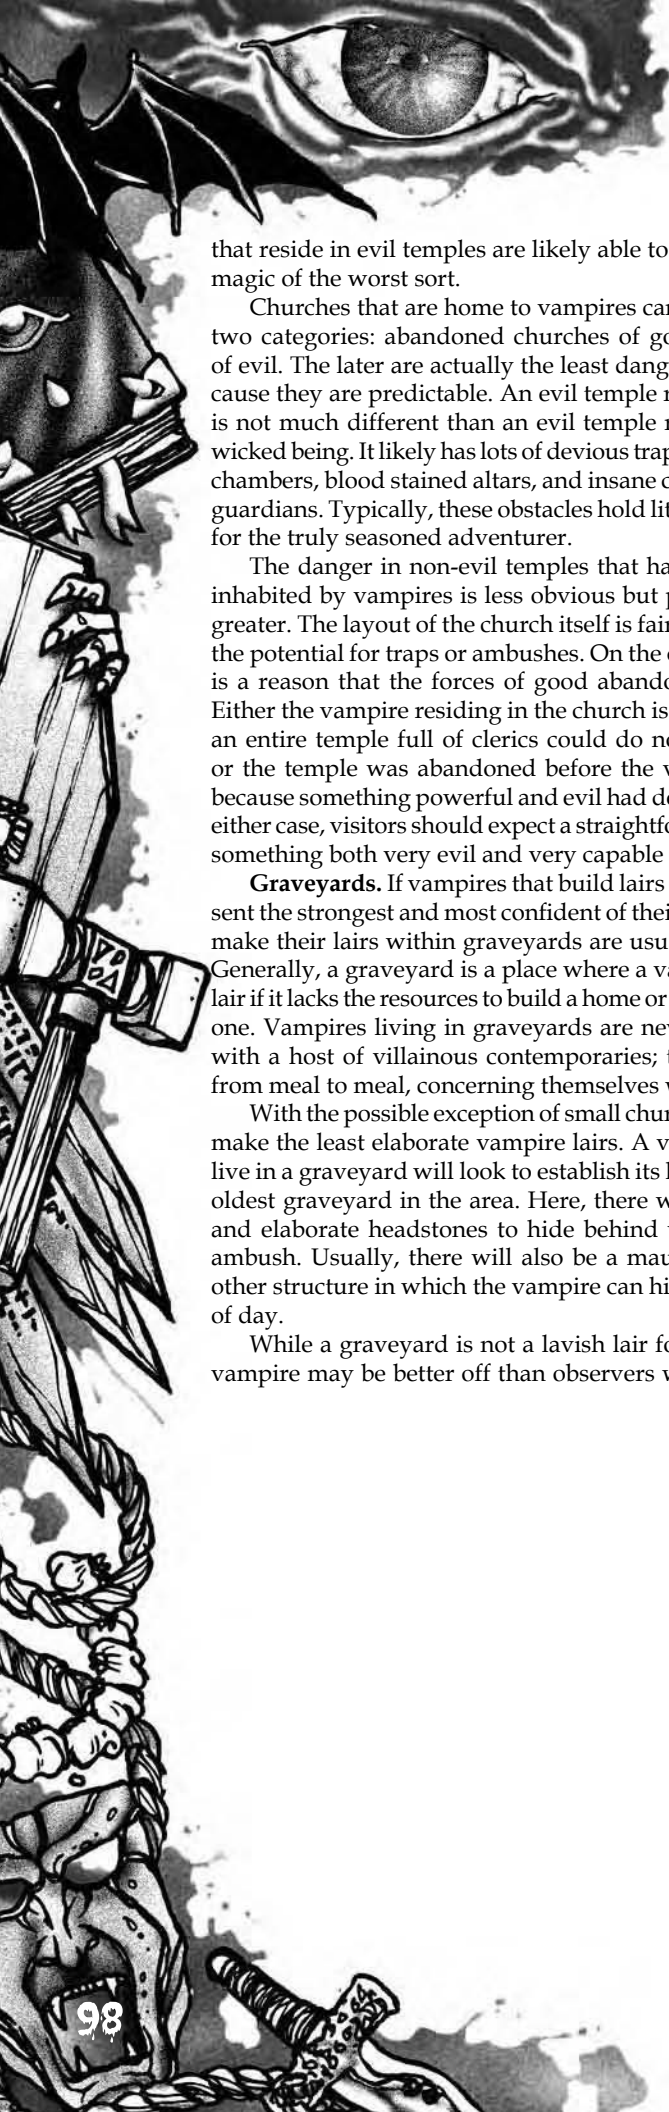 that reside in evil temples are likely able to
magic of the worst sort.
Churches that are home to vampires can
two categories: abandoned churches of go
of evil. The later are actually the least dang
cause they are predictable. An evil temple r
is not much different than an evil temple r
wicked being. It likely has lots of devious trap
chambers, blood stained altars, and insane c
guardians. Typically, these obstacles hold lit
for the truly seasoned adventurer.
The danger in non-evil temples that ha
inhabited by vampires is less obvious but p
greater. The layout of the church itself is fair
the potential for traps or ambushes. On the
is a reason that the forces of good abando
Either the vampire residing in the church is
an entire temple full of clerics could do no
or the temple was abandoned before the v
because something powerful and evil had de
either case, visitors should expect a straightfo
something both very evil and very capable
Graveyards. If vampires that build lairs
sent the strongest and most confident of their
make their lairs within graveyards are usu
Generally, a graveyard is a place where a va
lair if it lacks the resources to build a home or
one. Vampires living in graveyards are nev
with a host of villainous contemporaries; t
from meal to meal, concerning themselves w
With the possible exception of small chur
make the least elaborate vampire lairs. A v
live in a graveyard will look to establish its l
oldest graveyard in the area. Here, there w
and elaborate headstones to hide behind
ambush. Usually, there will also be a mau
other structure in which the vampire can hi
of day.
While a graveyard is not a lavish lair fo
vampire may be better off than observers w
98